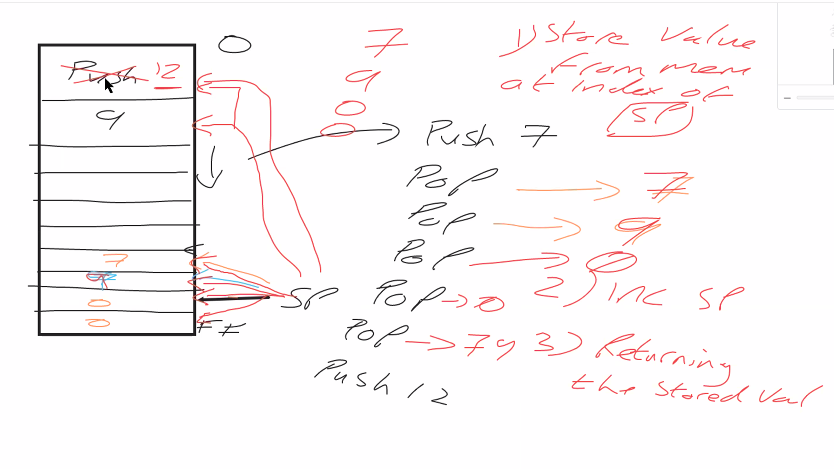 0
Push 12
9
7
9
0
0
FF
SP
7
9
0
0
Push 7
Pop 7
Pop 9
Pop 0
Pop 0
Pop 79
Push 12
1) Store Value
From mem
at index of
SP
2) inc SP
3) Returning
the stored val